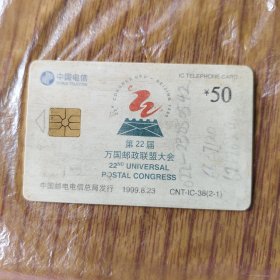 中国电信
CHINA TELECOM
IC TELEPHONE CARD
¥50
第22届
万国邮政联盟大会
22ND UNIVERSAL
POSTAL CONGRESS
中国邮电电信总局发行 1999.8.23 CNT-IC-38(2-1)